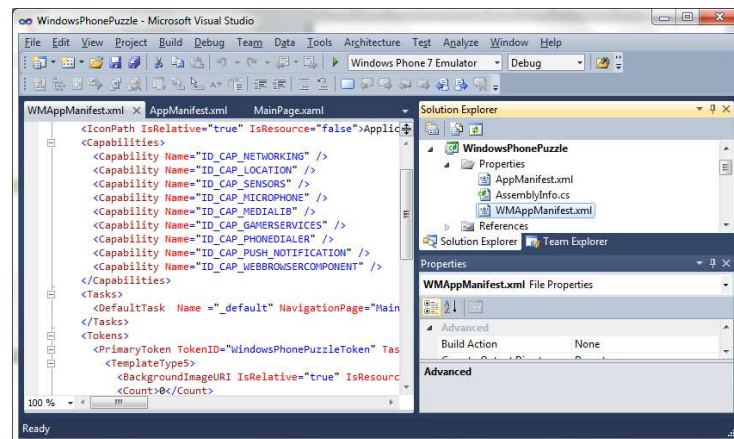 WindowsPhonePuzzle - Microsoft Visual Studio
File Edit View Project Build Debug Team Data Tools Architecture Test Analyze Window Help
Windows Phone 7 Emulator Debug
WMAppManifest.xml AppManifest.xml MainPage.xaml
<IconPath IsRelative="true" IsResource="false">Applic
<Capabilities>
<Capability Name="ID_CAP_NETWORKING" />
<Capability Name="ID_CAP_LOCATION" />
<Capability Name="ID_CAP_SENSORS" />
<Capability Name="ID_CAP_MICROPHONE" />
<Capability Name="ID_CAP_MEDIALIB" />
<Capability Name="ID_CAP_GAMERSERVICES" />
<Capability Name="ID_CAP_PHONEDIALER" />
<Capability Name="ID_CAP_PUSH_NOTIFICATION" />
<Capability Name="ID_CAP_WEBBROWSERCOMPONENT" />
</Capabilities>
<Tasks>
<DefaultTask Name ="_default" NavigationPage="Main
</Tasks>
<Tokens>
<PrimaryToken TokenID="WindowsPhonePuzzleToken" Tas
<TemplateType5>
<BackgroundImageURI IsRelative="true" IsResourc
<Count>0</Count>
100 %
Solution Explorer
WindowsPhonePuzzle
Properties
AppManifest.xml
AssemblyInfo.cs
WMAppManifest.xml
References
Solution Explorer Team Explorer
Properties
WMAppManifest.xml File Properties
Advanced
Build Action None
Advanced
Ready